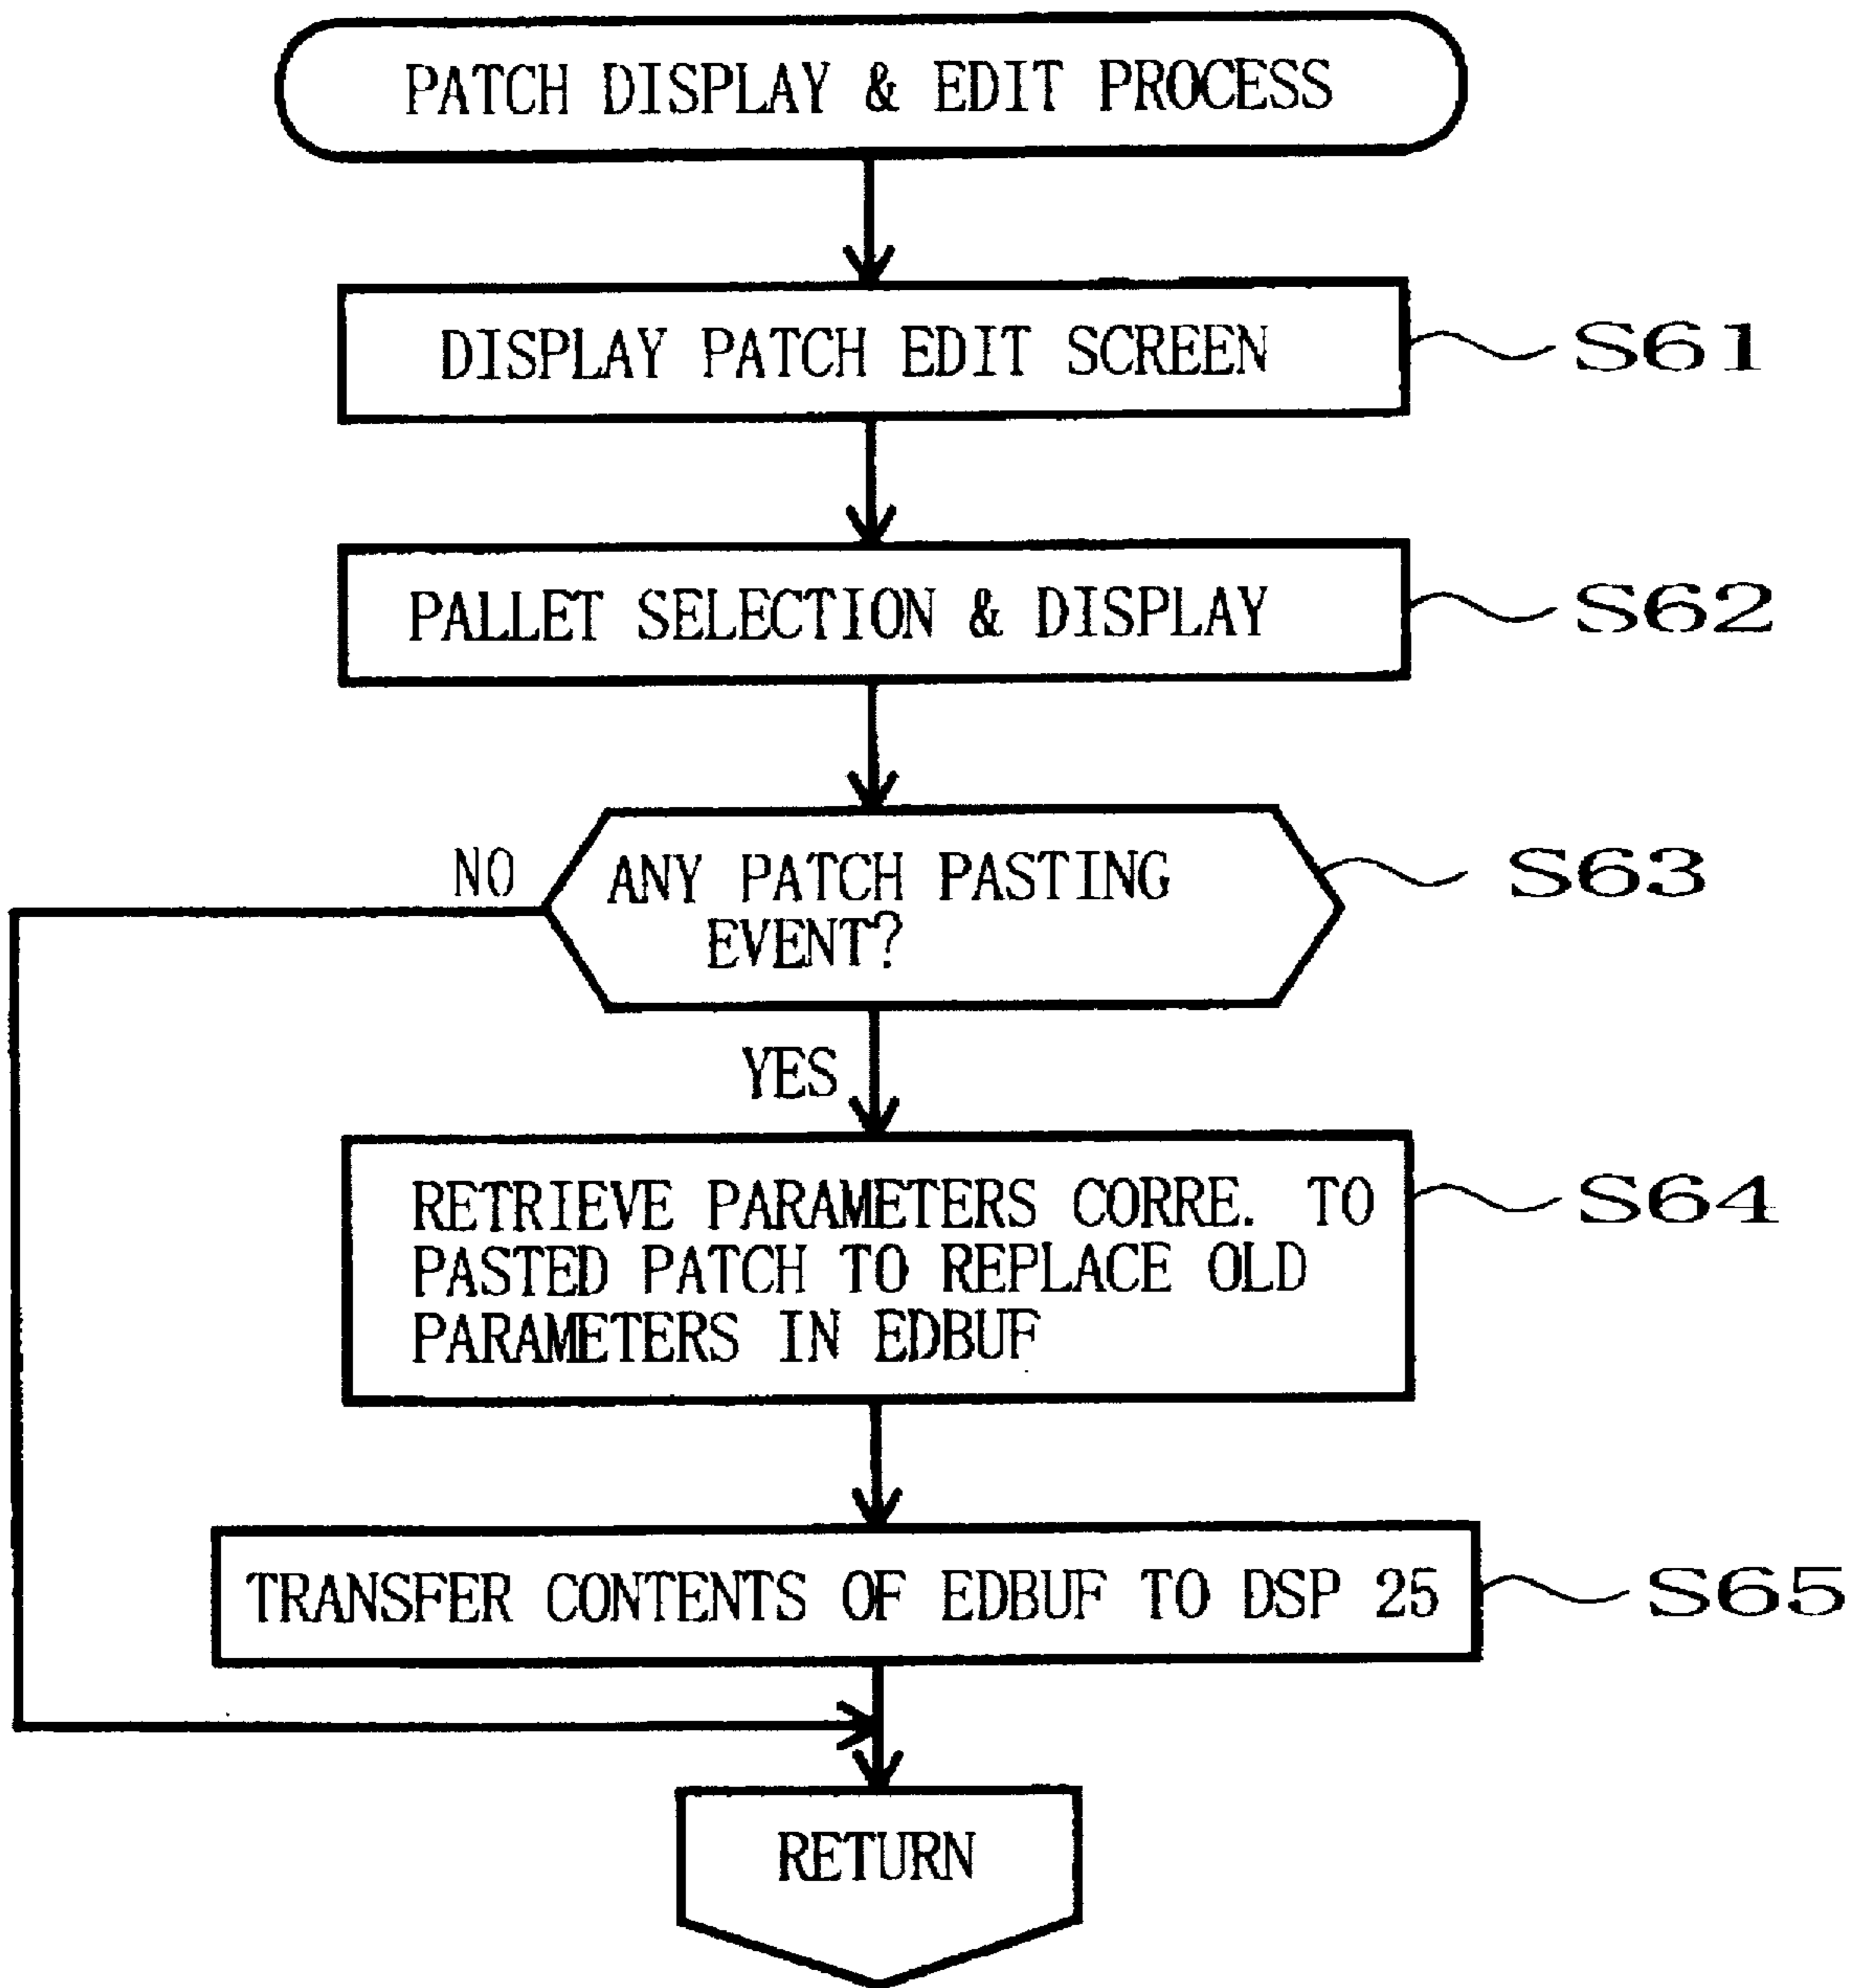 PATCH DISPLAY & EDIT PROCESS
DISPLAY PATCH EDIT SCREEN
S61
PALLET SELECTION & DISPLAY
S62
NO
ANY PATCH PASTING
EVENT?
S63
YES
RETRIEVE PARAMETERS CORRE. TO
PASTED PATCH TO REPLACE OLD
PARAMETERS IN EDBUF
S64
TRANSFER CONTENTS OF EDBUF TO DSP 25
S65
RETURN